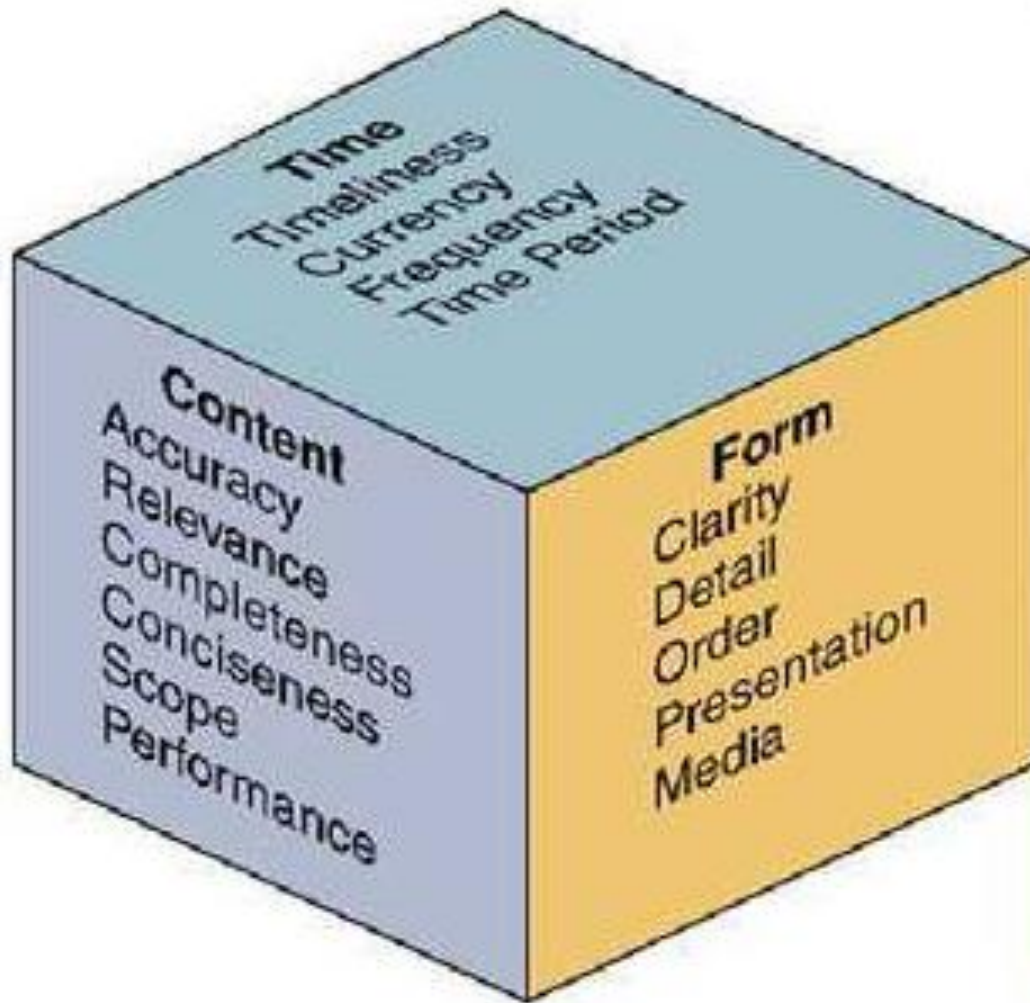 Time
Timeliness
Currency
Frequency
Time Period
Content
Accuracy
Relevance
Completeness
Conciseness
Scope
Performance
Form
Clarity
Detail
Order
Presentation
Media